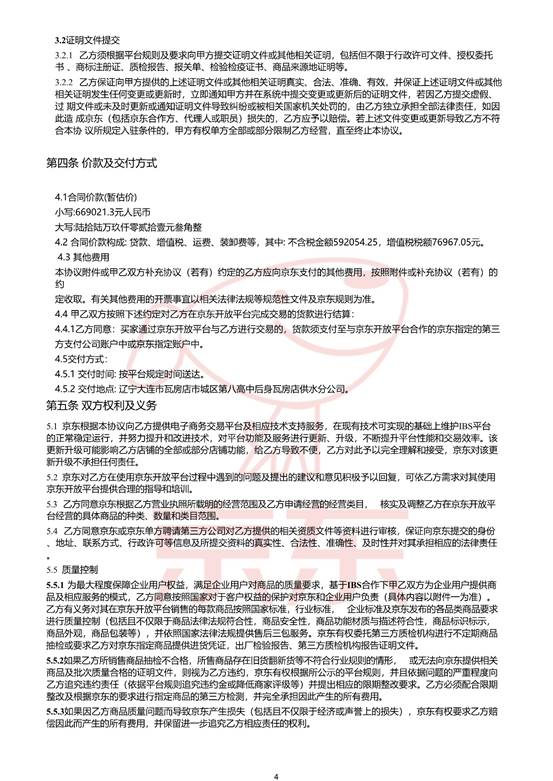 3.2证明文件提交
3.2.1 乙方须根据平台规则及要求向甲方提交证明文件或其他相关证明，包括但不限于行政许可文件、授权委托
书、商标注册证、质检报告、报关单、检验检疫证书、商品来源地证明等。
3.2.2 乙方保证向甲方提供的上述证明文件或其他相关证明真实、合法、准确、有效，并保证上述证明文件或其他
相关证明发生任何变更或更新时，立即通知甲方并在系统中提交变更或更新后的证明文件，若因乙方提交虚假、
过 期文件或未及时更新或通知证明文件导致纠纷或被相关国家机关处罚的，由乙方独立承担全部法律责任，如因
此造 成京东（包括京东合作方、代理人或职员）损失的，乙方应予以赔偿。若上述文件变更或更新导致乙方不符
合本协 议所规定入驻条件的，甲方有权单方全部或部分限制乙方经营，直至终止本协议。
第四条 价款及交付方式
4.1合同价款(暂估价)
小写:669021.3元人民币
大写:陆拾陆万玖仟零贰拾壹元叁角整
4.2 合同价款构成: 贷款、增值税、运费、装卸费等，其中: 不含税金额592054.25，增值税税额76967.05元。
4.3 其他费用
本协议附件或甲乙双方补充协议（若有）约定的乙方应向京东支付的其他费用，按照附件或补充协议（若有）的
约
定收取。有关其他费用的开票事宜以相关法律法规等规范性文件及京东规则为准。
4.4 甲乙双方按照下述约定对乙方在京东开放平台完成交易的货款进行结算：
4.4.1乙方同意：买家通过京东开放平台与乙方进行交易的，货款须支付至与京东开放平台合作的京东指定的第三
方支付公司账户中或京东指定账户中。
4.5交付方式：
4.5.1 交付时间: 按平台规定时间送达。
4.5.2 交付地点: 辽宁大连市瓦房店市城区第八高中后身瓦房店供水分公司。
第五条 双方权利及义务
5.1 京东根据本协议向乙方提供电子商务交易平台及相应技术支持服务，在现有技术可实现的基础上维护IBS平台
的正常稳定运行，并努力提升和改进技术，对平台功能及服务进行更新、升级，不断提升平台性能和交易效率。该
更新升级可能影响乙方店铺的全部或部分店铺功能，给乙方导致不便，乙方对此予以完全理解和接受，京东对该更
新升级不承担任何责任。
5.2 京东对乙方在使用京东开放平台过程中遇到的问题及提出的建议和意见积极予以回复，可依乙方需求对其使用
京东开放平台提供合理的指导和培训。
5.3 乙方同意京东根据乙方营业执照所载明的经营范围及乙方申请经营的经营类目， 核实及调整乙方在京东开放平
台经营的具体商品的种类、数量和类目范围。
5.4 乙方同意京东或京东单方聘请第三方公司对乙方提供的相关资质文件等资料进行审核，保证向京东提交的身份
、地址、联系方式、行政许可等信息及所提交资料的真实性、合法性、准确性、及时性并对其承担相应的法律责任
。
5.5 质量控制
5.5.1 为最大程度保障企业用户权益，满足企业用户对商品的质量要求，基于IBS合作下甲乙双方为企业用户提供商
品及相应服务的模式，乙方同意按照国家对于客户权益的保护对京东和企业用户负责（具体内容以附件一为准）。
乙方有义务对其在京东开放平台销售的每款商品按照国家标准，行业标准， 企业标准及京东发布的各品类商品要求
进行质量控制（包括且不仅限于商品法律法规符合性，商品安全性，商品功能材质与描述符合性，商品标识标示，
商品外观，商品包装等），并依照国家法律法规提供售后三包服务。京东有权委托第三方质检机构进行不定期商品
抽检或要求乙方对京东指定商品提供进货凭证，出厂检验报告、第三方质检机构报告证明文件。
5.5.2如果乙方所销售商品抽检不合格，所售商品存在旧货翻新货等不符合行业规则的情形， 或无法向京东提供相关
商品及批次质量合格的证明文件，则视为乙方违约，京东有权根据所公示的平台规则，并且依据问题的严重程度向
乙方追究违约责任（依据平台规则追究违约金或降低商家评级等）并提出相应的限期整改要求。乙方必须配合限期
整改及根据京东的要求进行指定商品的第三方检测，并完全承担因此产生的所有费用。
5.5.3如果因乙方商品质量问题而导致京东产生损失（包括且不仅限于经济或声誉上的损失），京东有权要求乙方赔
偿因此而产生的所有费用，并保留进一步追究乙方相应责任的权利。
京东
4